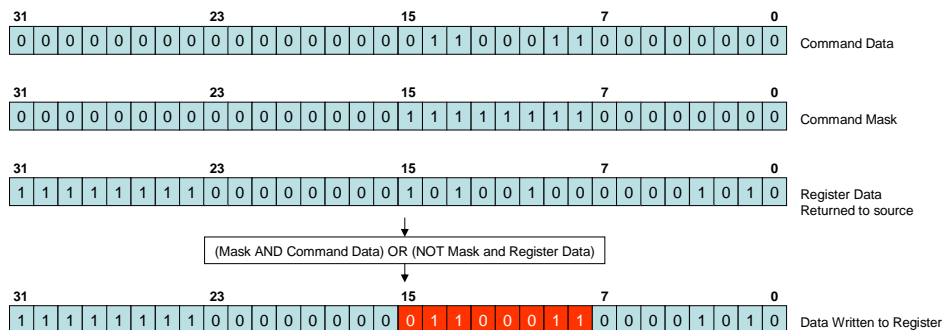 31 23 15 7 0
0 0 0 0 0 0 0 0 0 0 0 0 0 0 0 0 0 1 1 0 0 0 1 1 0 0 0 0 0 0 0 0 Command Data
31 23 15 7 0
0 0 0 0 0 0 0 0 0 0 0 0 0 0 0 0 1 1 1 1 1 1 1 1 0 0 0 0 0 0 0 0 Command Mask
31 23 15 7 0
1 1 1 1 1 1 1 1 0 0 0 0 0 0 0 0 1 0 1 0 0 1 0 0 0 0 0 0 1 0 1 0 Register Data
Returned to source
(Mask AND Command Data) OR (NOT Mask and Register Data)
31 23 15 7 0
1 1 1 1 1 1 1 1 0 0 0 0 0 0 0 0 0 1 1 0 0 0 1 1 0 0 0 0 1 0 1 0 Data Written to Register